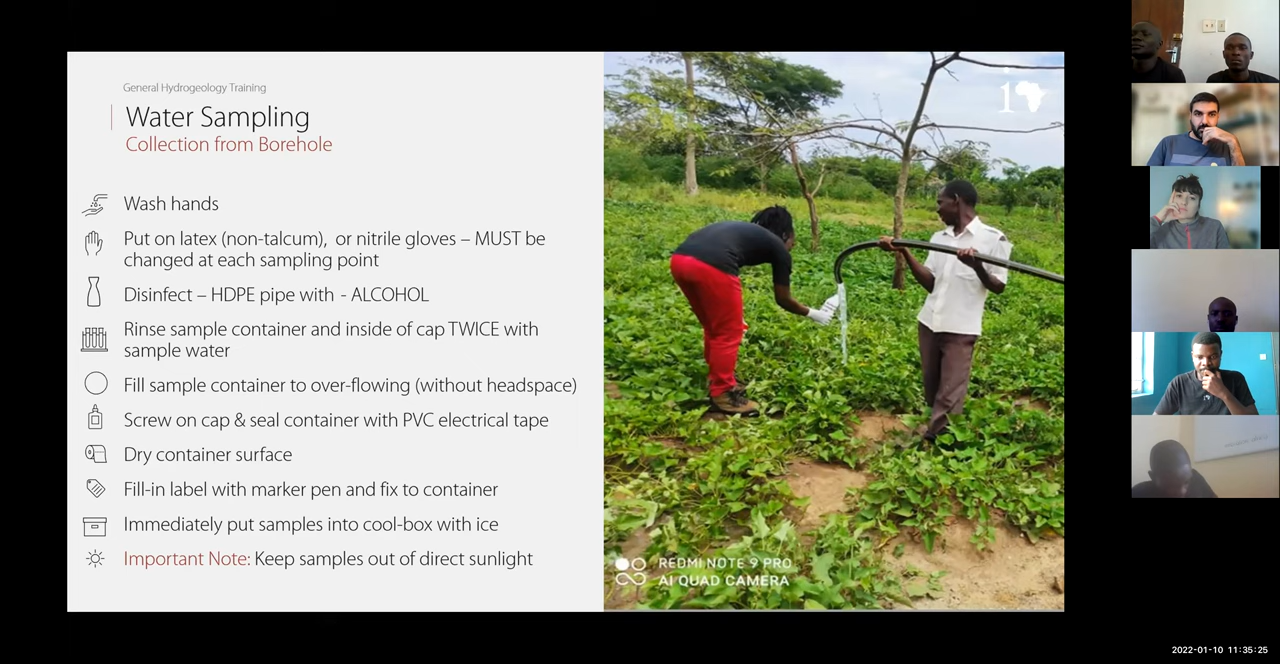 General Hydrogeology Training
Water Sampling
Collection from Borehole
Wash hands
Put on latex (non-talcum), or nitrile gloves – MUST be
changed at each sampling point
Disinfect – HDPE pipe with - ALCOHOL
Rinse sample container and inside of cap TWICE with
sample water
Fill sample container to over-flowing (without headspace)
Screw on cap & seal container with PVC electrical tape
Dry container surface
Fill-in label with marker pen and fix to container
Immediately put samples into cool-box with ice
Important Note: Keep samples out of direct sunlight
REDMI NOTE 9 PRO
AI QUAD CAMERA
2022-01-10 11:35:25